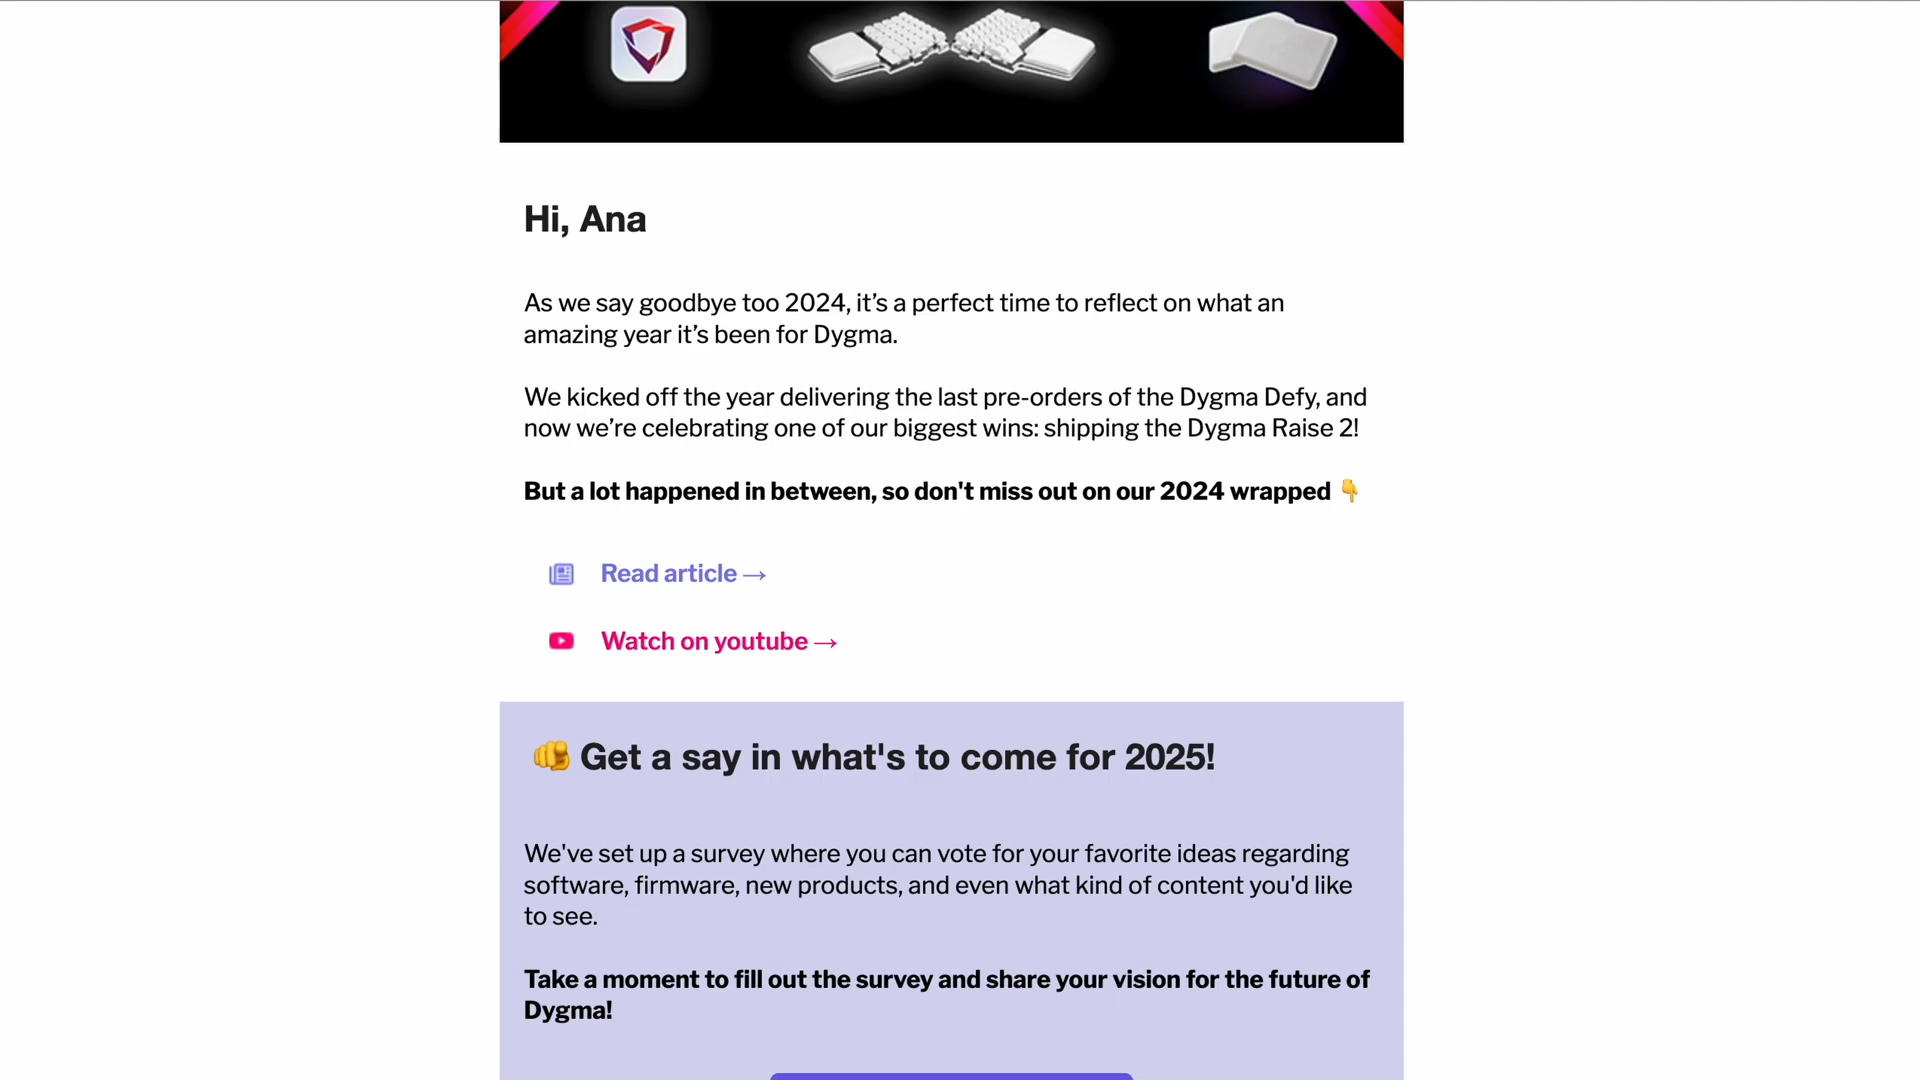 Hi, Ana
As we say goodbye too 2024, it’s a perfect time to reflect on what an
amazing year it’s been for Dygma.
We kicked off the year delivering the last pre-orders of the Dygma Defy, and
now we’re celebrating one of our biggest wins: shipping the Dygma Raise 2!
But a lot happened in between, so don't miss out on our 2024 wrapped 👇
Read article →
Watch on youtube →
🫵 Get a say in what's to come for 2025!
We've set up a survey where you can vote for your favorite ideas regarding
software, firmware, new products, and even what kind of content you'd like
to see.
Take a moment to fill out the survey and share your vision for the future of
Dygma!